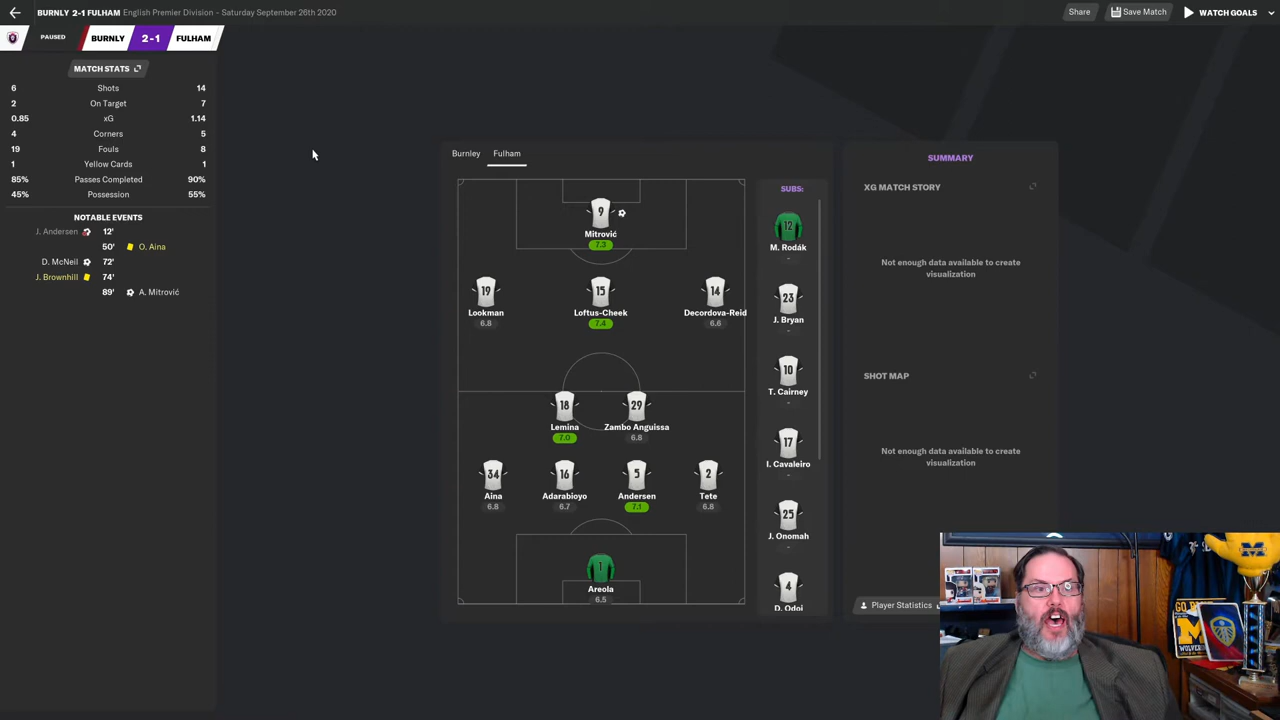 BURNLY 2-1 FULHAM English Premier Division - Saturday September 26th 2020
Share
Save Match
WATCH GOALS
PAUSED
BURNLY 2-1 FULHAM
MATCH STATS
6 Shots 14
2 On Target 7
0.85 xG 1.14
4 Corners 5
19 Fouls 8
1 Yellow Cards 1
85% Passes Completed 90%
45% Possession 55%
NOTABLE EVENTS
J. Andersen 12'
50' O. Aina
D. McNeil 72'
J. Brownhill 74'
89' A. Mitrović
Burnley Fulham
9
Mitrović
7.3
19 15 14
Lookman Loftus-Cheek Decordova-Reid
6.8 7.4 6.6
18 29
Lemina Zambo Anguissa
7.0 6.8
34 16 5 2
Aina Adarabioyo Andersen Tete
6.8 6.7 7.1 6.8
1
Areola
6.5
SUBS:
12
M. Rodák
-
23
J. Bryan
-
10
T. Cairney
-
17
I. Cavaleiro
-
25
J. Onomah
-
4
D. Odoi
SUMMARY
XG MATCH STORY
Not enough data available to create
visualization
SHOT MAP
Not enough data available to create
visualization
Player Statistics
M
GO B
M
WOLVERI